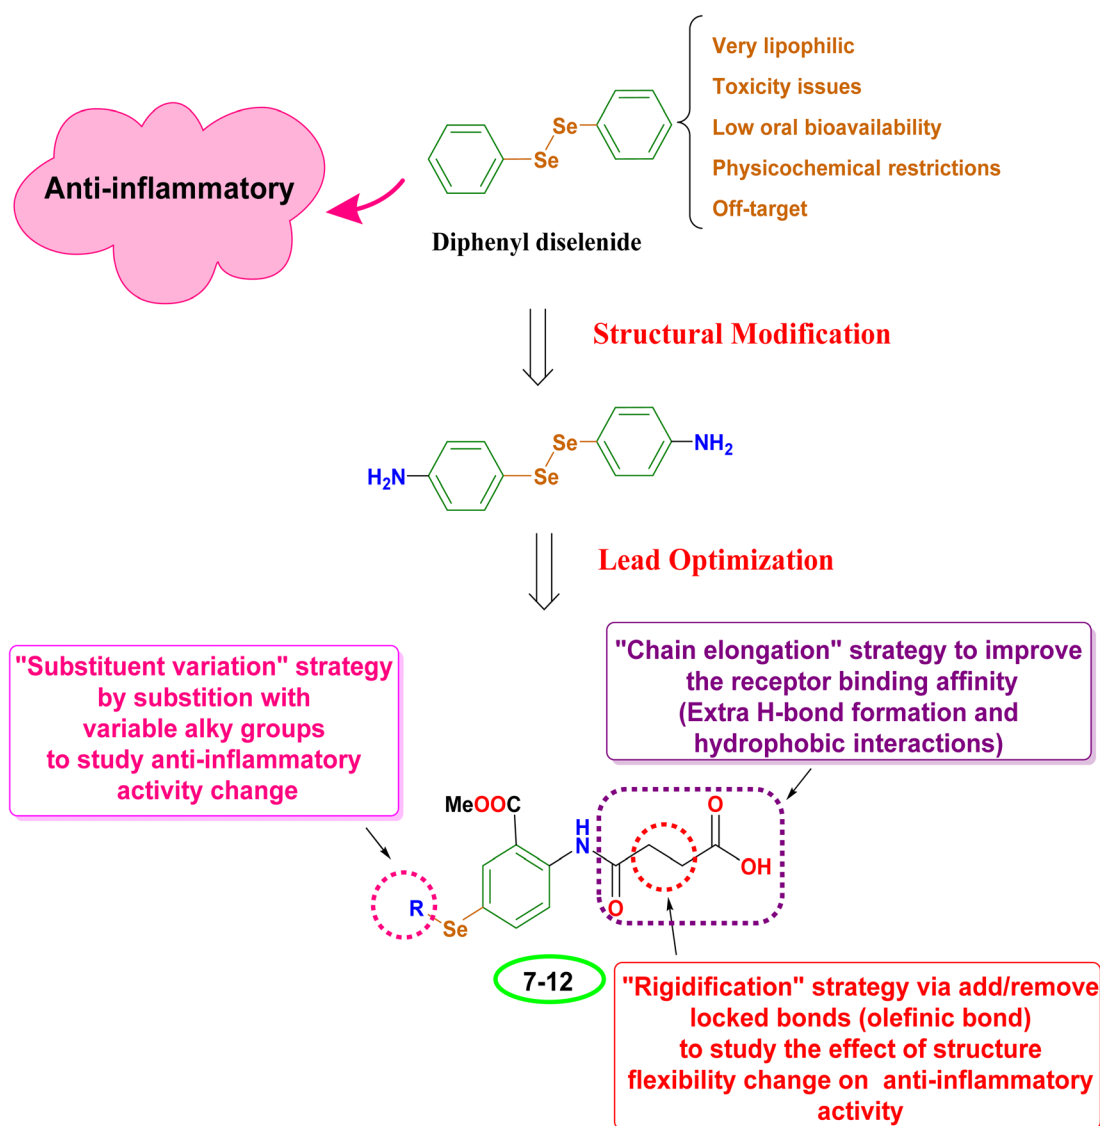 Very lipophilic
Toxicity issues
Low oral bioavailability
Physicochemical restrictions
Off-target
Anti-inflammatory
Se
Se
Diphenyl diselenide
Structural Modification
H₂N
Se
Se
NH₂
Lead Optimization
"Substituent variation" strategy
by substition with
variable alky groups
to study anti-inflammatory
activity change
"Chain elongation" strategy to improve
the receptor binding affinity
(Extra H-bond formation and
hydrophobic interactions)
MeOOC
H
N
O
OH
O
R
Se
7-12
"Rigidification" strategy via add/remove
locked bonds (olefinic bond)
to study the effect of structure
flexibility change on anti-inflammatory
activity